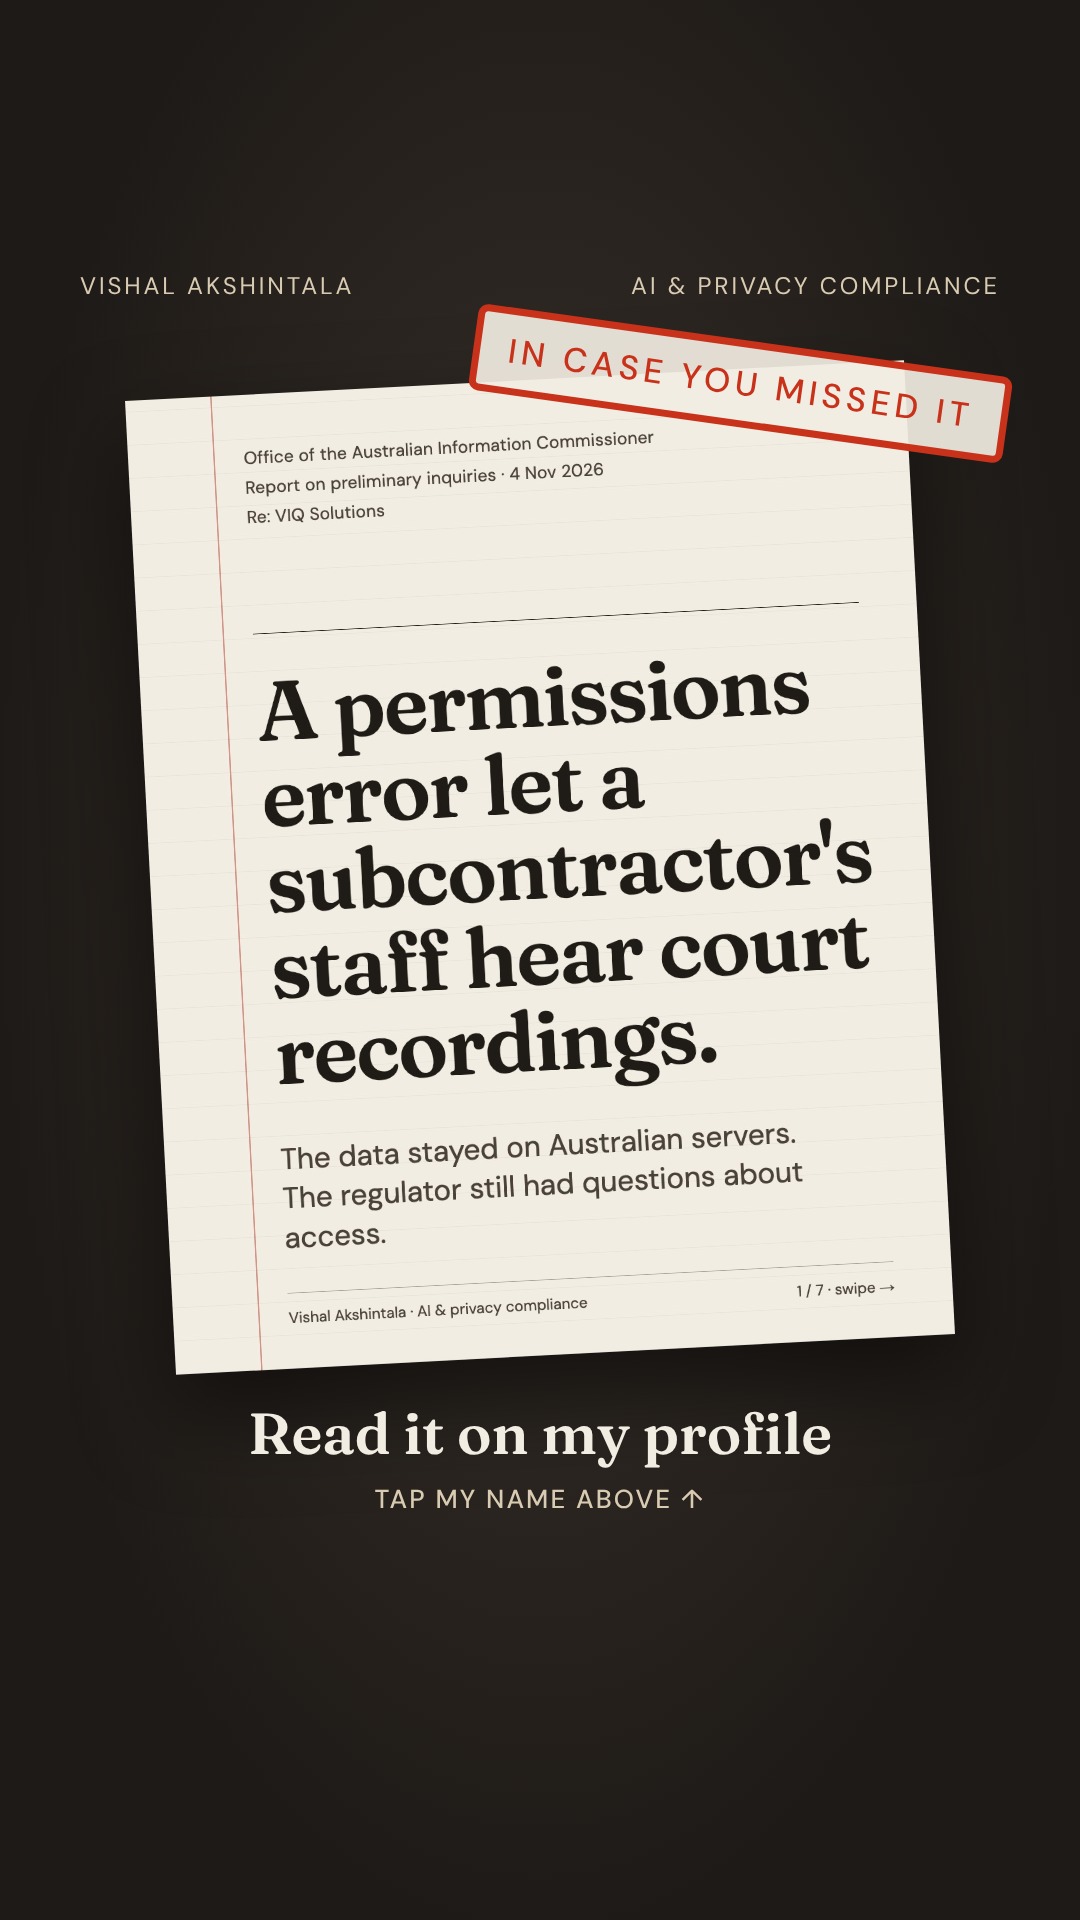 VISHAL AKSHINTALA
AI & PRIVACY COMPLIANCE
IN CASE YOU MISSED IT
Office of the Australian Information Commissioner
Report on preliminary inquiries · 4 Nov 2026
Re: VIQ Solutions
A permissions
error let a
subcontractor's
staff hear court
recordings.
The data stayed on Australian servers.
The regulator still had questions about
access.
Vishal Akshintala · AI & privacy compliance
1 / 7 · swipe →
Read it on my profile
TAP MY NAME ABOVE ↑